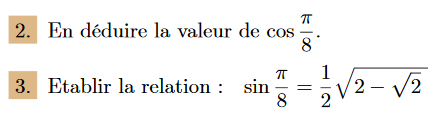 2. En déduire la valeur de cos π/8.
3. Etablir la relation : sin π/8 = 1/2 √(2 − √2)